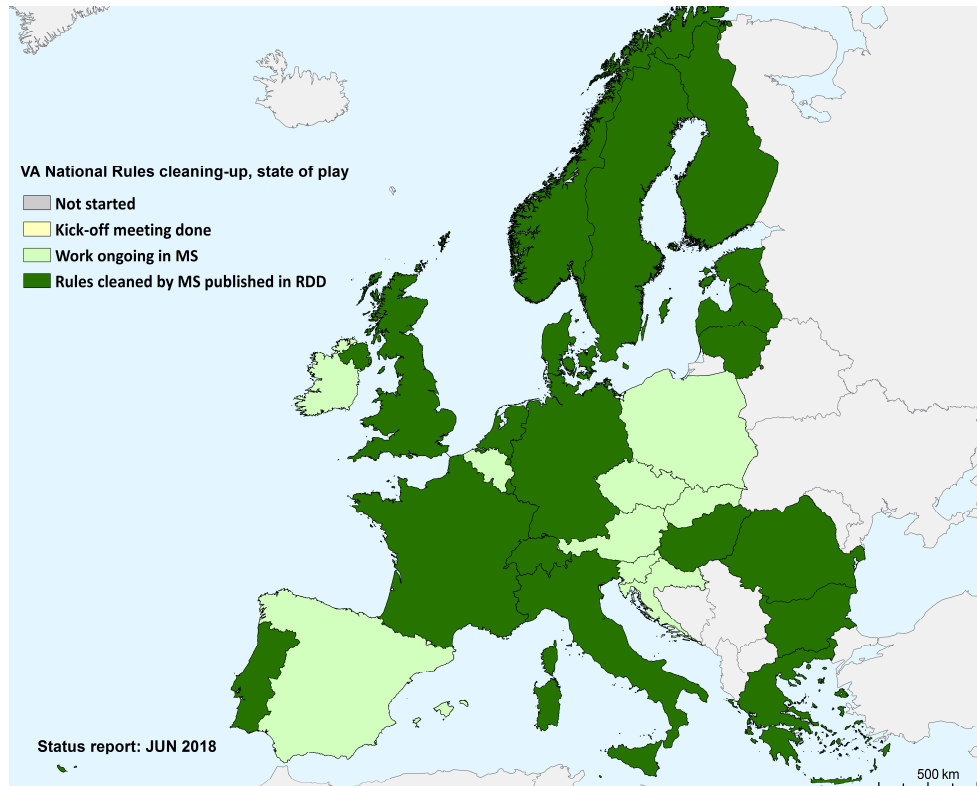 VA National Rules cleaning-up, state of play
Not started
Kick-off meeting done
Work ongoing in MS
Rules cleaned by MS published in RDD
Status report: JUN 2018
500 km